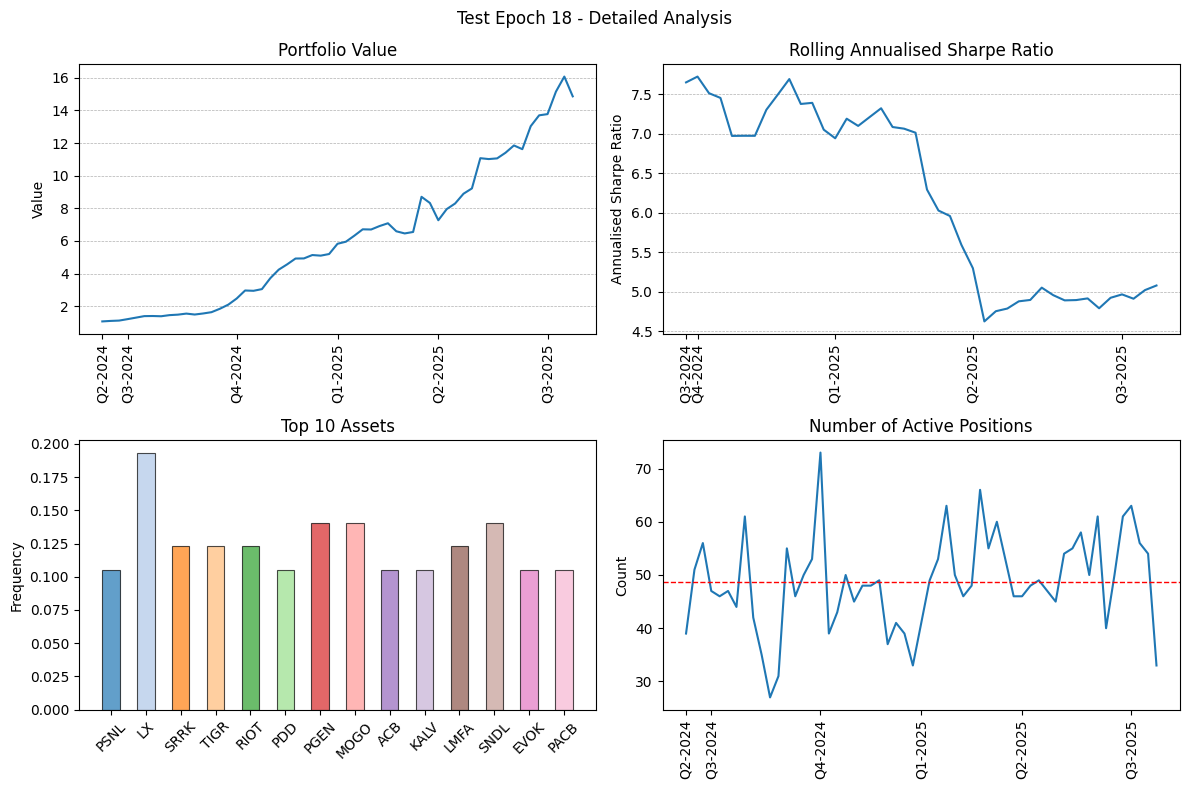 Test Epoch 18 - Detailed Analysis
Portfolio Value
Value
16
14
12
10
8
6
4
2
Q2-2024
Q3-2024
Q4-2024
Q1-2025
Q2-2025
Q3-2025
Rolling Annualised Sharpe Ratio
Annualised Sharpe Ratio
7.5
7.0
6.5
6.0
5.5
5.0
4.5
Q3-2024
Q4-2024
Q1-2025
Q2-2025
Q3-2025
Top 10 Assets
Frequency
0.200
0.175
0.150
0.125
0.100
0.075
0.050
0.025
0.000
PSNL
LX
SRRK
TIGR
RIOT
PDD
PGEN
MOGO
ACB
KALV
LMFA
SNDL
EVOK
PACB
Number of Active Positions
Count
70
60
50
40
30
Q2-2024
Q3-2024
Q4-2024
Q1-2025
Q2-2025
Q3-2025